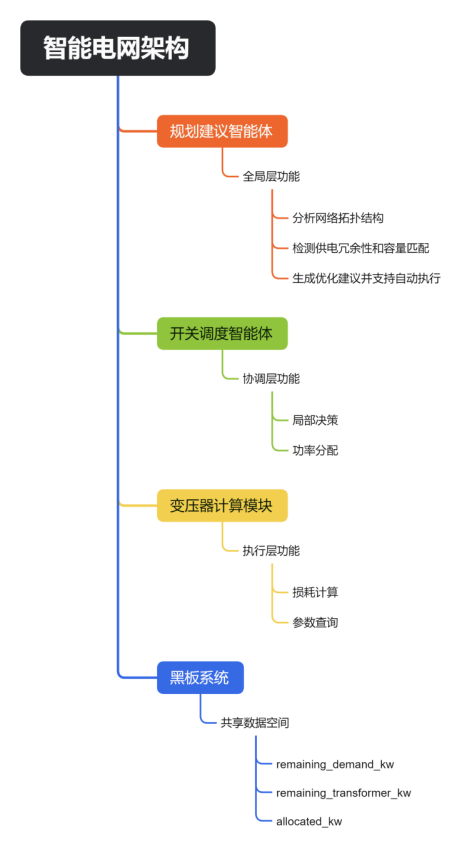 智能电网架构
规划建议智能体
全局层功能
分析网络拓扑结构
检测供电冗余性和容量匹配
生成优化建议并支持自动执行
开关调度智能体
协调层功能
局部决策
功率分配
变压器计算模块
执行层功能
损耗计算
参数查询
黑板系统
共享数据空间
remaining_demand_kw
remaining_transformer_kw
allocated_kw